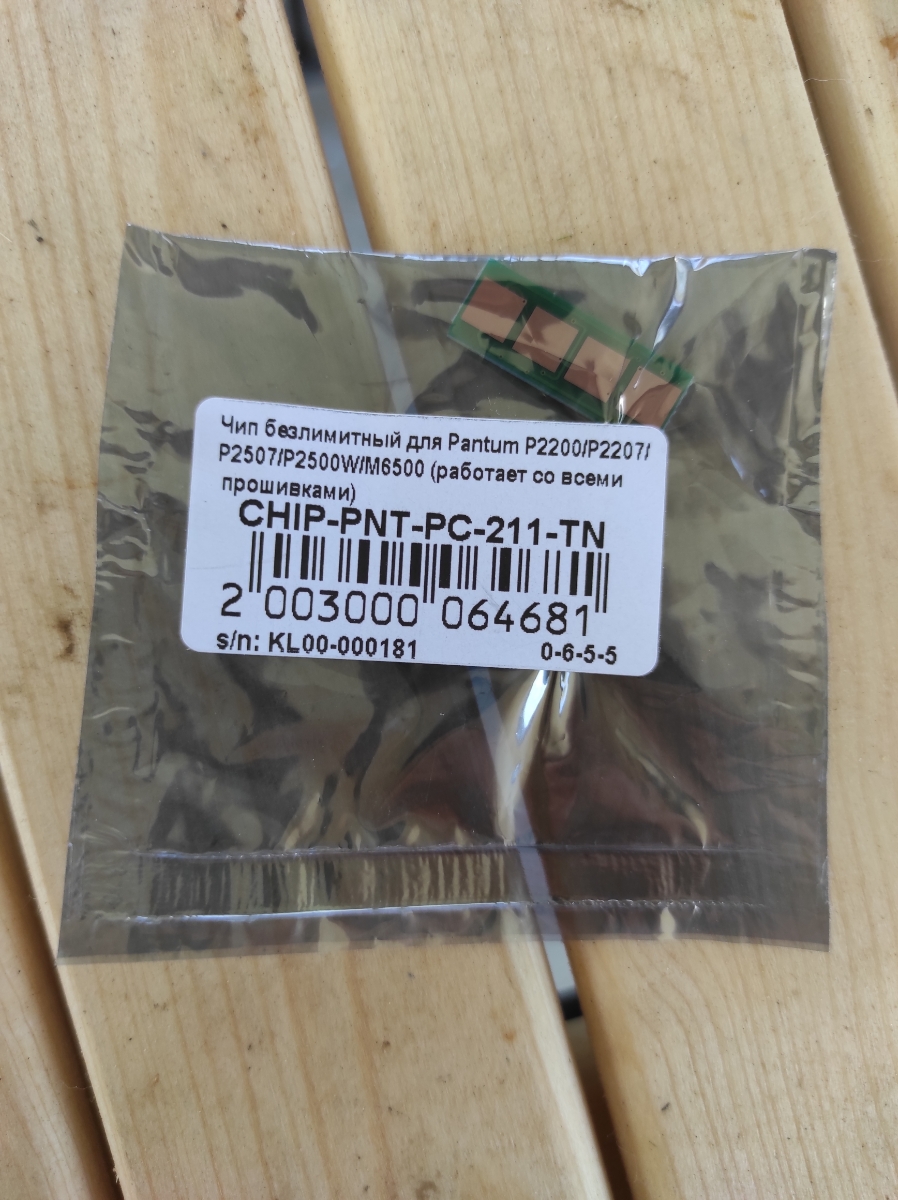 Чип безлимитный для Pantum P2200/P2207/
P2507/P2500W/M6500 (работает со всеми
прошивками)
CHIP-PNT-PC-211-TN
2 003000 064681
s/n: KL00-000181 0-6-5-5